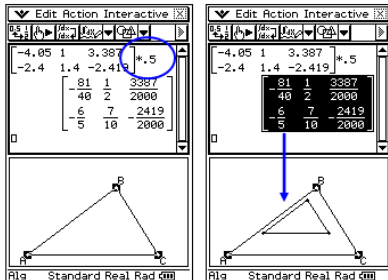 Edit Action Interactive
[-4.05 1 3.387
-2.4 1.4 -2.419]*.5
[-81/40 1/2 3387/2000
-6/5 7/10 -2419/2000]
B
A C
Alg Standard Real Rad
Edit Action Interactive
[-4.05 1 3.387
-2.4 1.4 -2.419]*.5
[-81/40 1/2 3387/2000
-6/5 7/10 -2419/2000]
B
A C
Alg Standard Real Rad